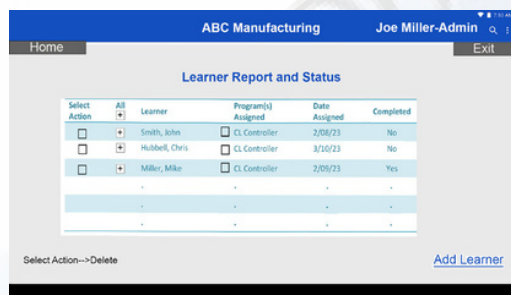 ABC Manufacturing Joe Miller-Admin
Home Exit
Learner Report and Status
Select Action All Learner Program(s) Assigned Date Assigned Completed
Smith, John CL Controller 2/08/23 No
Hubbell, Chris CL Controller 3/10/23 No
Miller, Mike CL Controller 2/09/23 Yes
Select Action-->Delete Add Learner